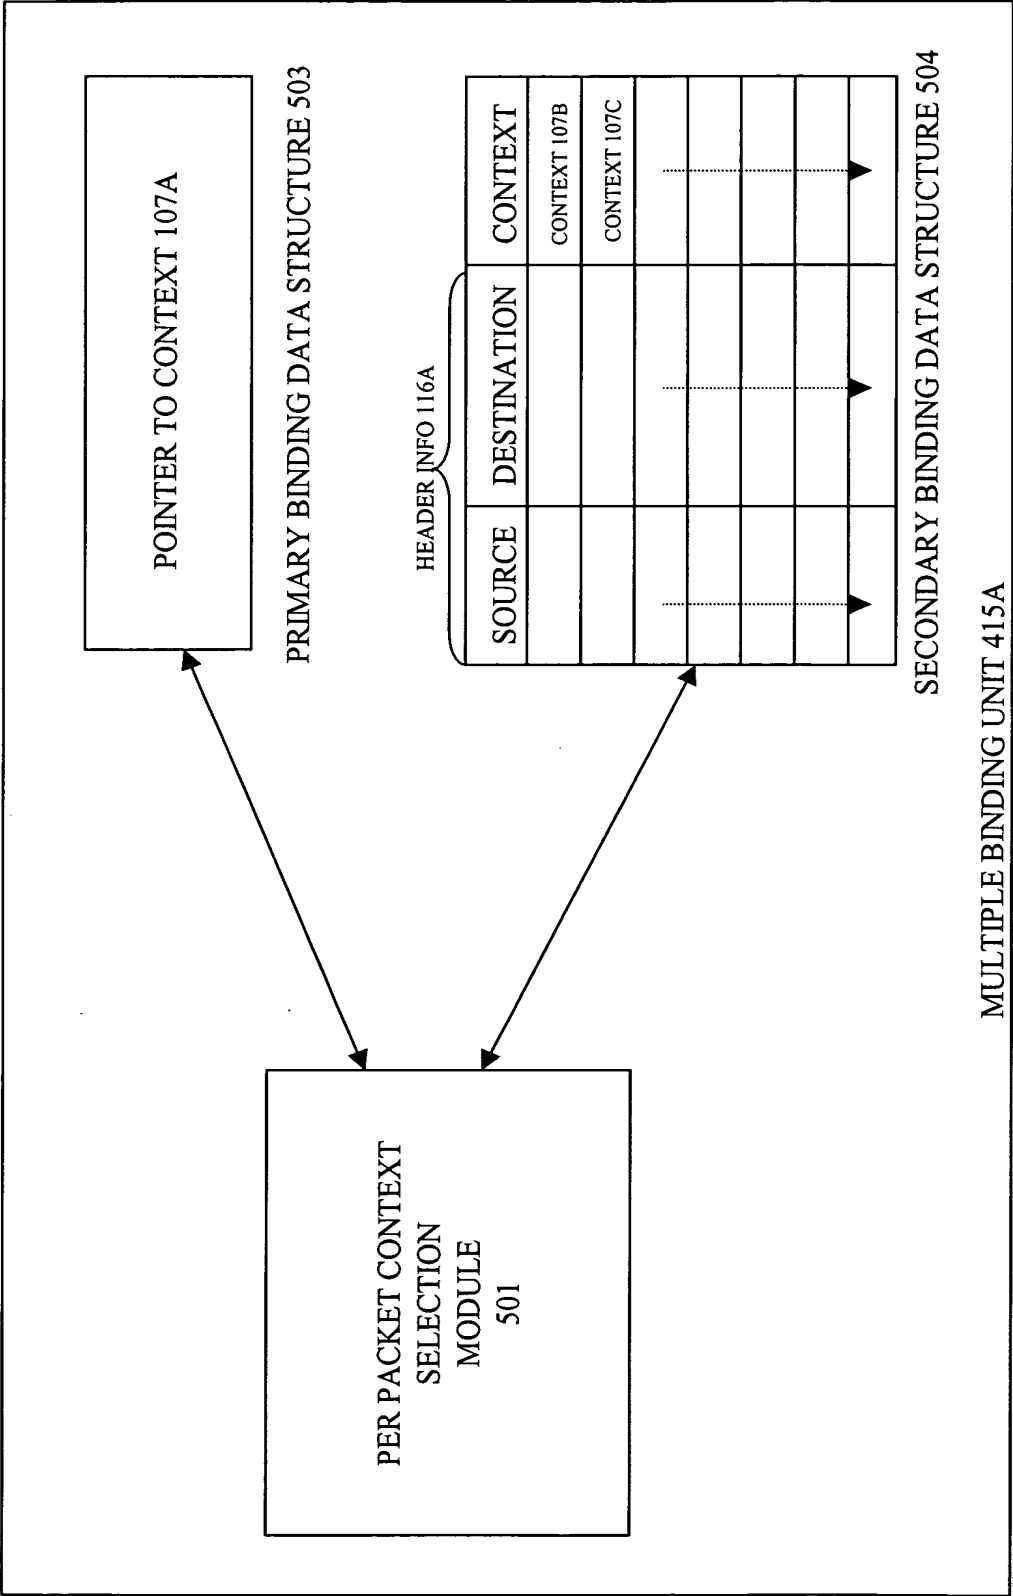 POINTER TO CONTEXT 107A
PRIMARY BINDING DATA STRUCTURE 503
PER PACKET CONTEXT
SELECTION
MODULE
501
HEADER INFO 116A
SOURCE DESTINATION CONTEXT
CONTEXT 107B
CONTEXT 107C
SECONDARY BINDING DATA STRUCTURE 504
MULTIPLE BINDING UNIT 415A